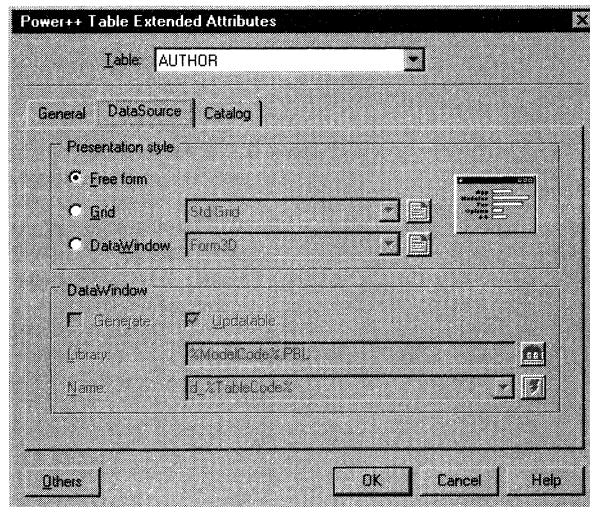 Power++ Table Extended Attributes
Table: AUTHOR
General DataSource Catalog
Presentation style
Free form
Grid Std Grid
DataWindow Form3D
DataWindow
Generate Updatable
Library: %ModelCode%.PBL
Name: d_%TableCode%
Others OK Cancel Help